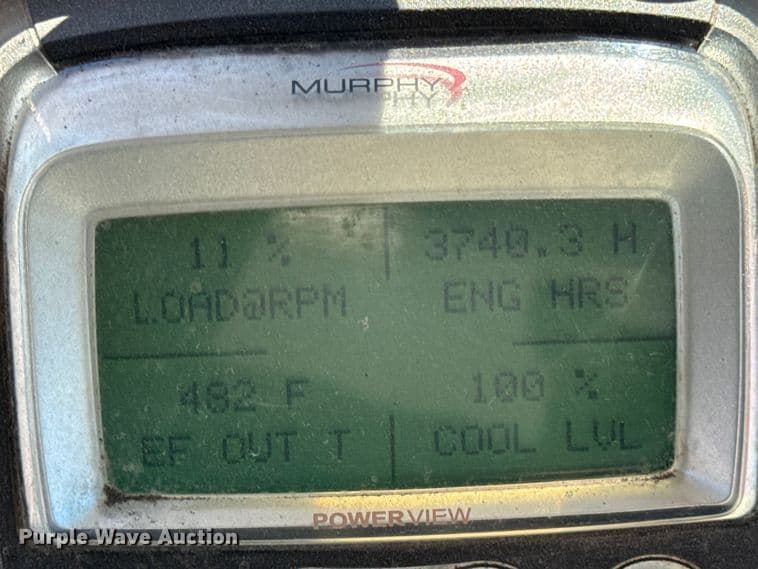 MURPHY
11 %
3740.3 H
LOAD@RPM
ENG HRS
482 F
100 %
EF OUT T
COOL LVL
POWERVIEW
Purple Wave Auction